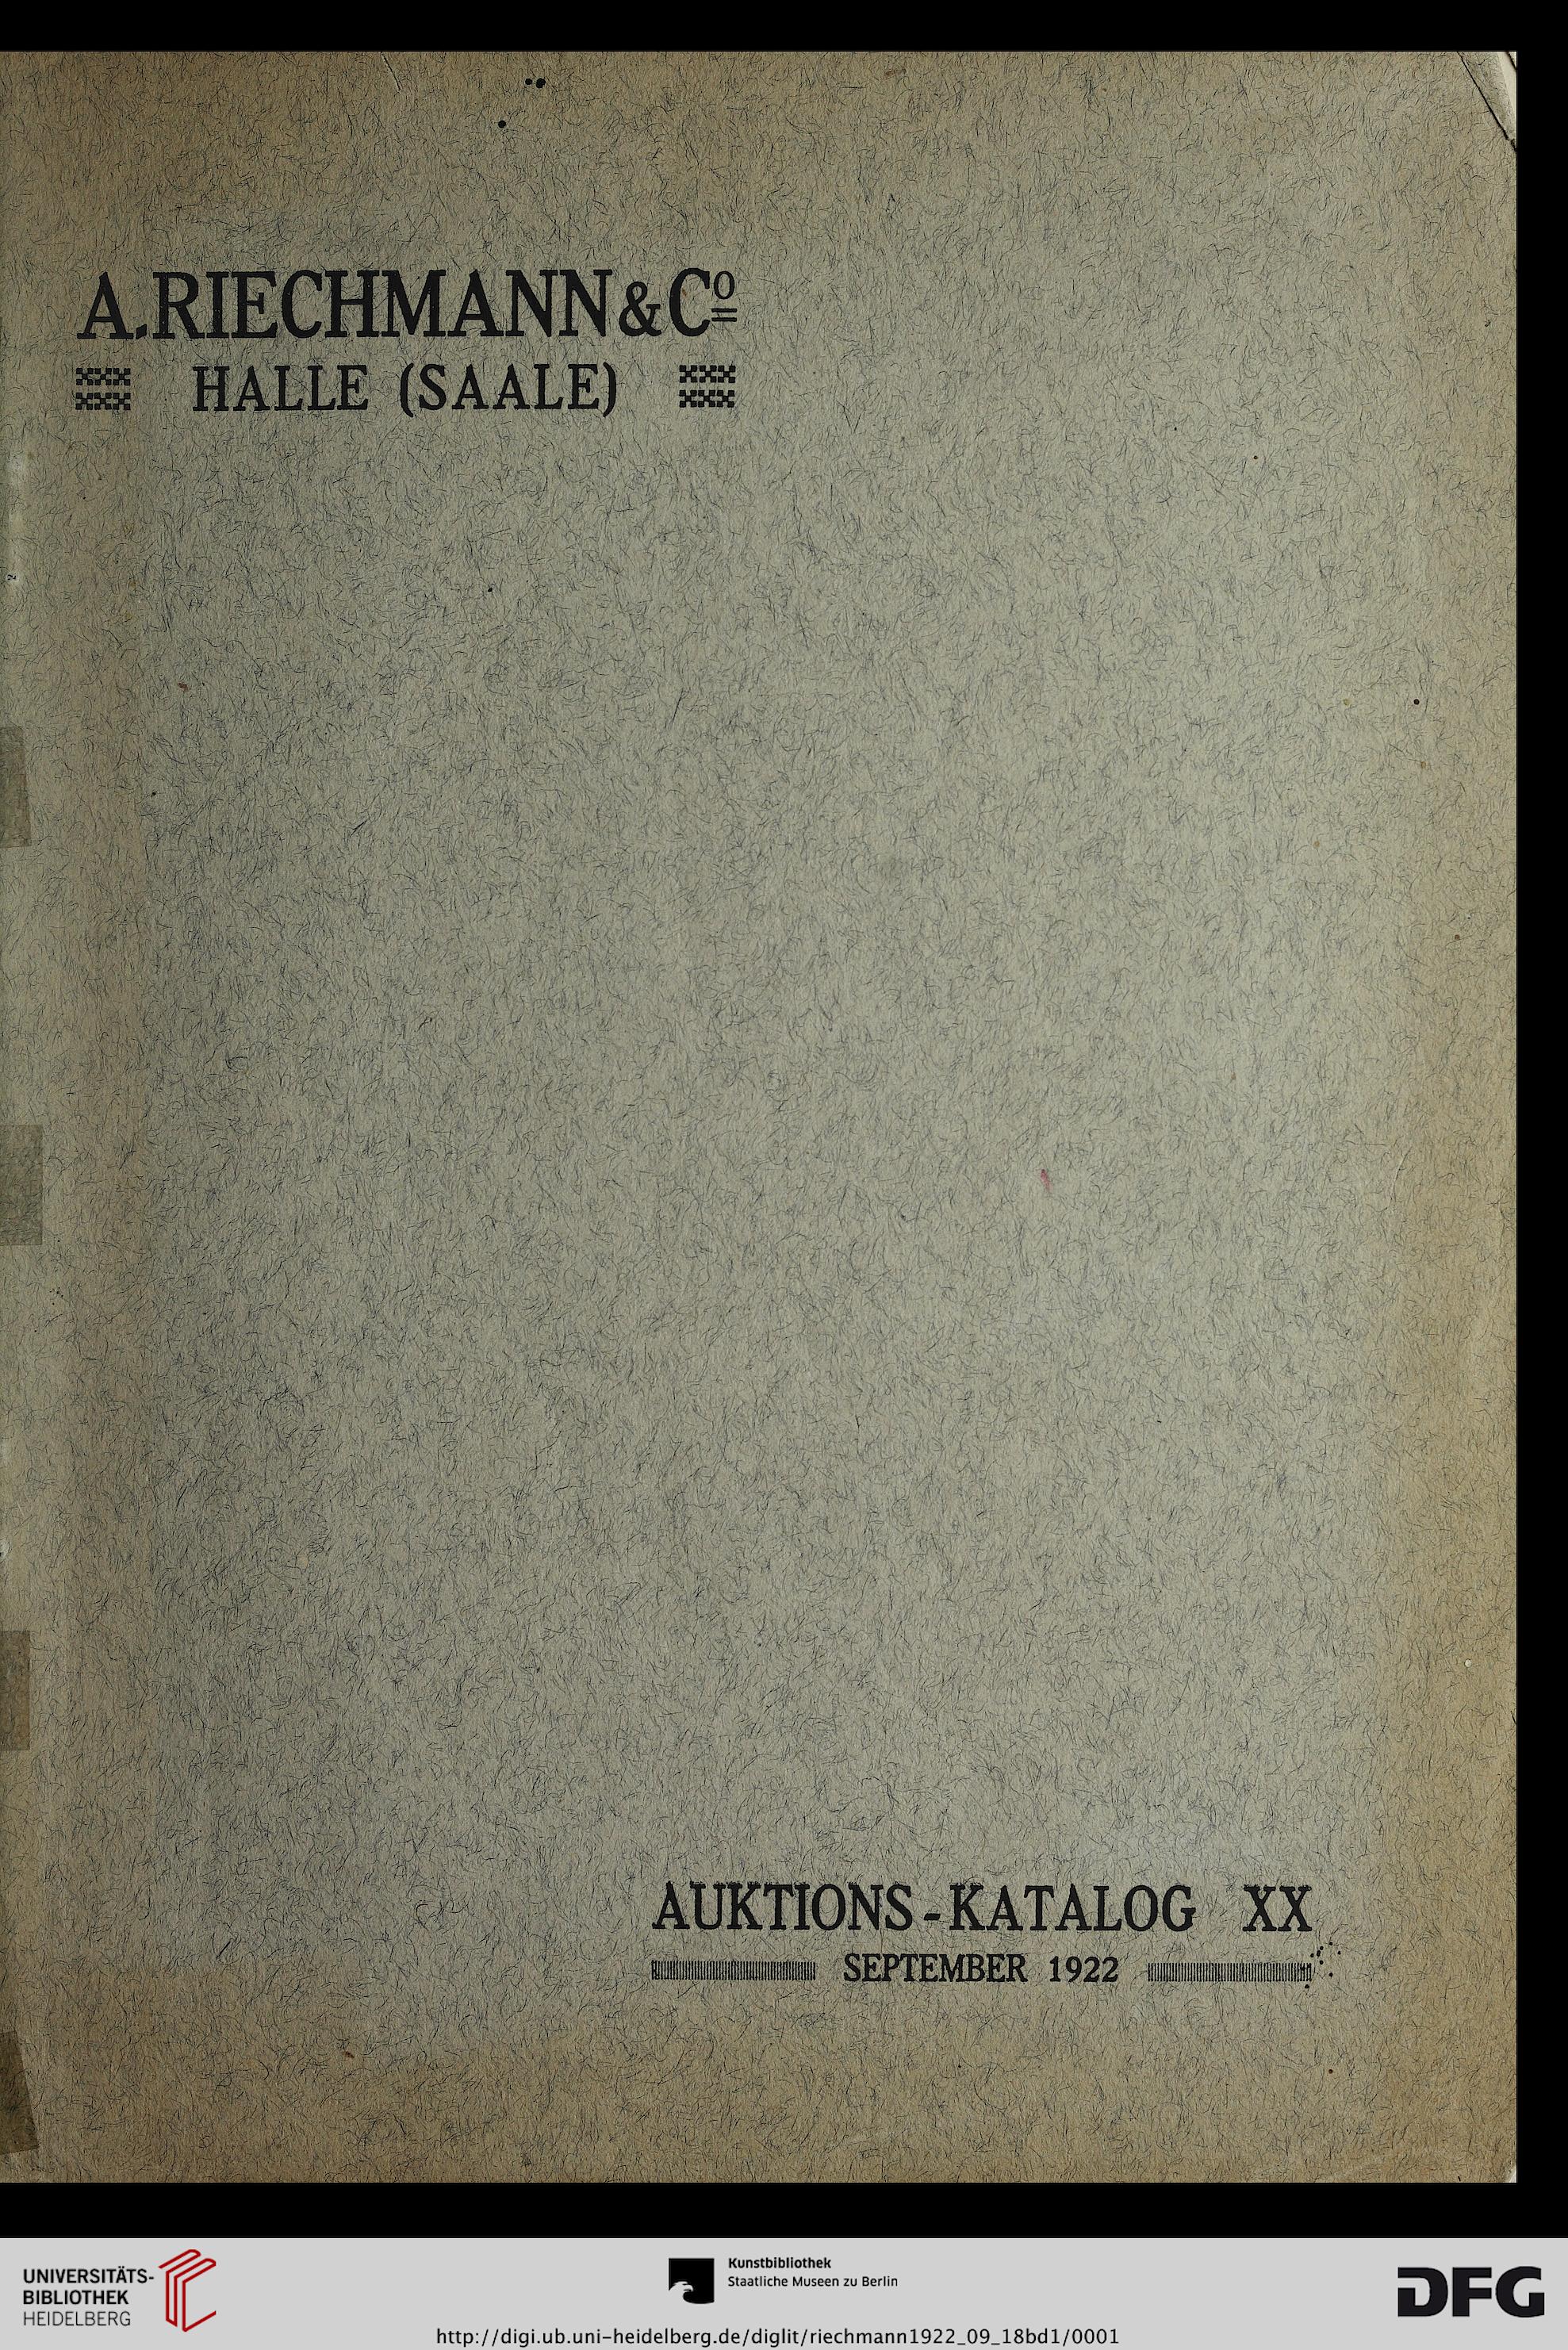 A.RIECHMANN & Cº
HALLE (SAALE)
AUKTIONS-KATALOG XX
SEPTEMBER 1922
UNIVERSITÄTS-
BIBLIOTHEK
HEIDELBERG
Kunstbibliothek
Staatliche Museen zu Berlin
DFG
http://digi.ub.uni-heidelberg.de/diglit/riechmann1922_09_18bd1/0001